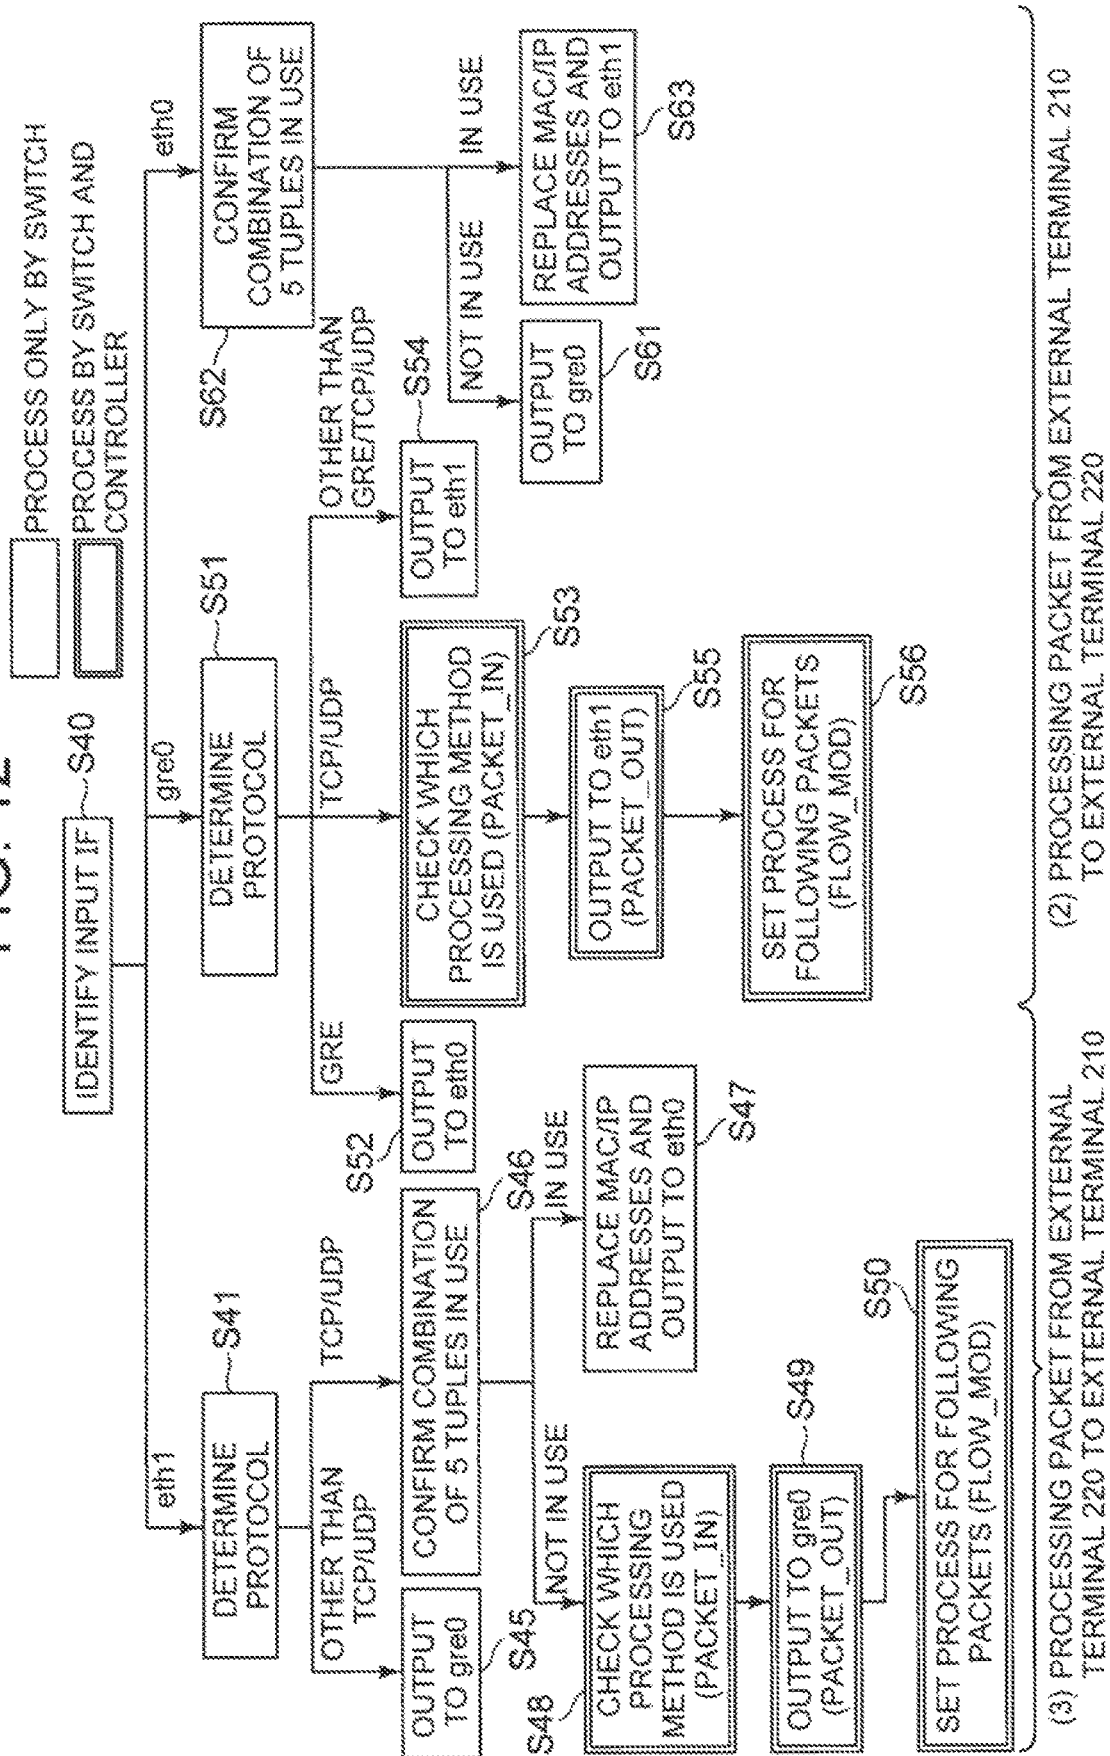 FIG. 12
PROCESS ONLY BY SWITCH
PROCESS BY SWITCH AND
CONTROLLER
IDENTIFY INPUT IF
S40
eth1
gre0
eth0
DETERMINE
PROTOCOL
S41
DETERMINE
PROTOCOL
S51
CONFIRM
COMBINATION OF
5 TUPLES IN USE
S62
OTHER THAN
TCP/UDP
TCP/UDP
GRE
TCP/UDP
OTHER THAN
GRE/TCP/UDP
OUTPUT
TO gre0
S45
CONFIRM COMBINATION
OF 5 TUPLES IN USE
S46
OUTPUT
TO eth0
S52
CHECK WHICH
PROCESSING METHOD
IS USED (PACKET_IN)
S53
OUTPUT
TO eth1
S54
NOT IN USE
IN USE
NOT IN USE
IN USE
OUTPUT
TO gre0
S61
REPLACE MAC/IP
ADDRESSES AND
OUTPUT TO eth1
S63
CHECK WHICH
PROCESSING
METHOD IS USED
(PACKET_IN)
S48
REPLACE MAC/IP
ADDRESSES AND
OUTPUT TO eth0
S47
OUTPUT TO eth1
(PACKET_OUT)
S55
OUTPUT TO gre0
(PACKET_OUT)
S49
SET PROCESS FOR
FOLLOWING PACKETS
(FLOW_MOD)
S56
SET PROCESS FOR FOLLOWING
PACKETS (FLOW_MOD)
S50
(3) PROCESSING PACKET FROM EXTERNAL
TERMINAL 220 TO EXTERNAL TERMINAL 210
(2) PROCESSING PACKET FROM EXTERNAL TERMINAL 210
TO EXTERNAL TERMINAL 220